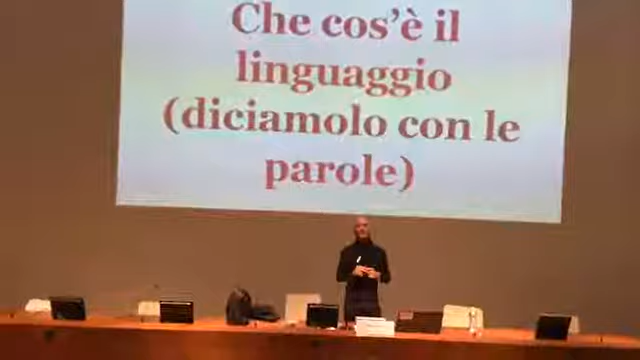 Che cos’è il
linguaggio
(diciamolo con le
parole)